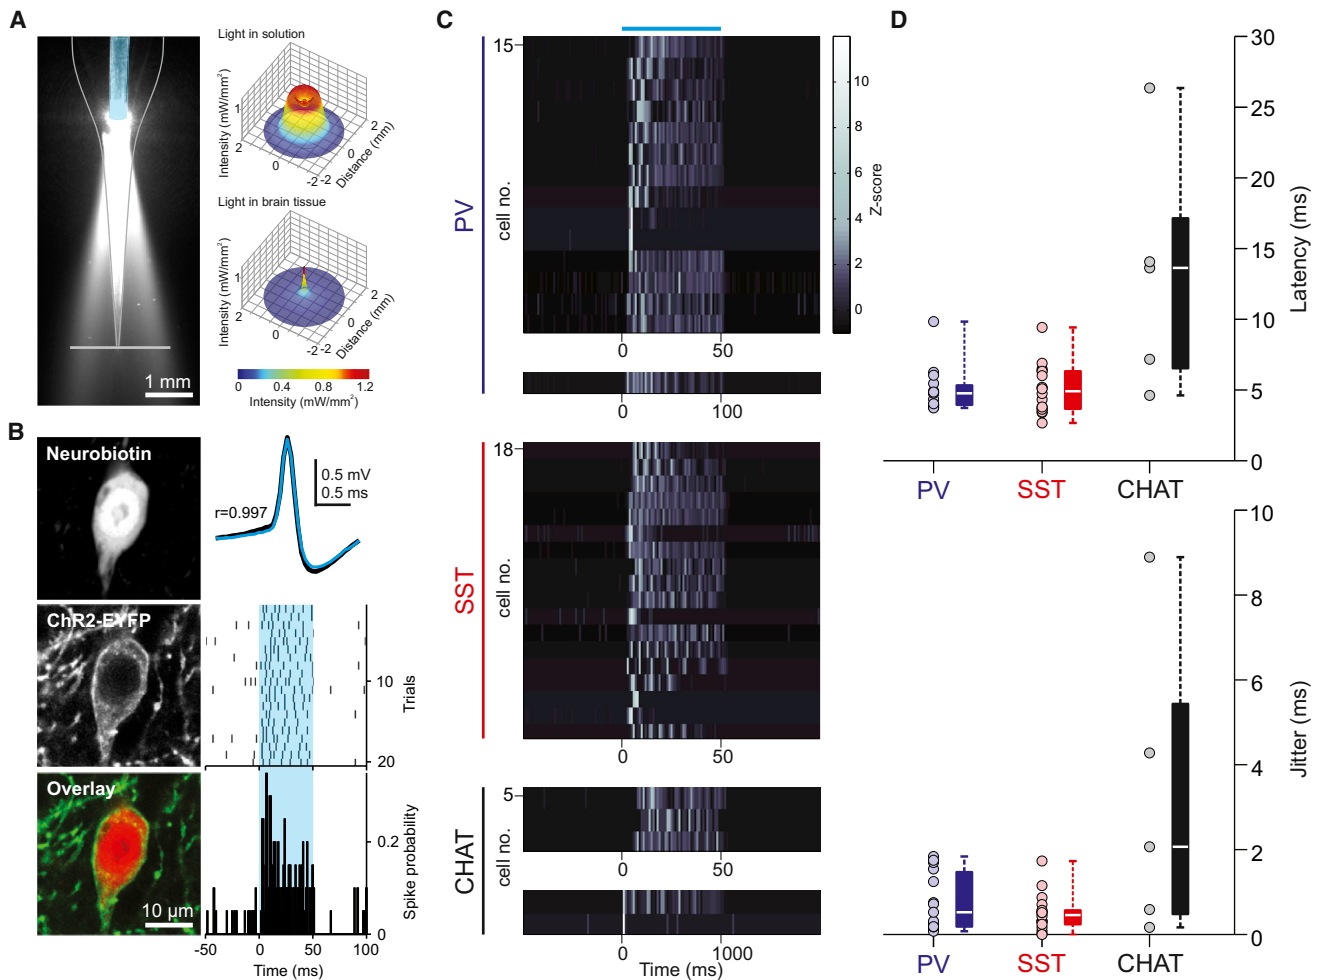 A
Light in solution
Intensity (mW/mm²)
1
2
0
-2
-2
0
2
Distance (mm)
Light in brain tissue
Intensity (mW/mm²)
1
2
0
-2
-2
0
2
Distance (mm)
0 0.4 0.8 1.2
Intensity (mW/mm²)
1 mm
B
Neurobiotin
r=0.997
0.5 mV
0.5 ms
ChR2-EYFP
10
20
Trials
Overlay
10 µm
0.2
0
Spike probability
-50 0 50 100
Time (ms)
C
PV
cell no.
15
0 50
0 100
10
8
6
4
2
0
Z-score
SST
cell no.
18
0 50
CHAT
cell no.
5
0 50
0 1000
Time (ms)
D
30
25
20
15
10
5
0
Latency (ms)
PV SST CHAT
10
8
6
4
2
0
Jitter (ms)
PV SST CHAT